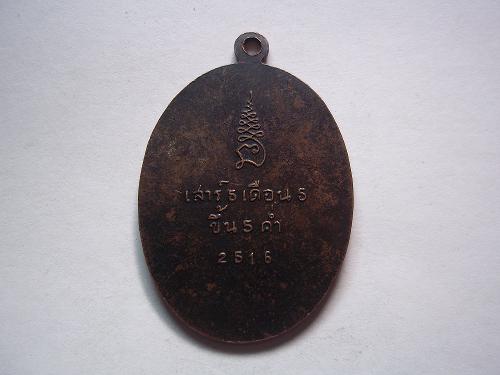 เสาร์ ๕ เดือน ๕
ขึ้น ๕ ค่ำ
2516